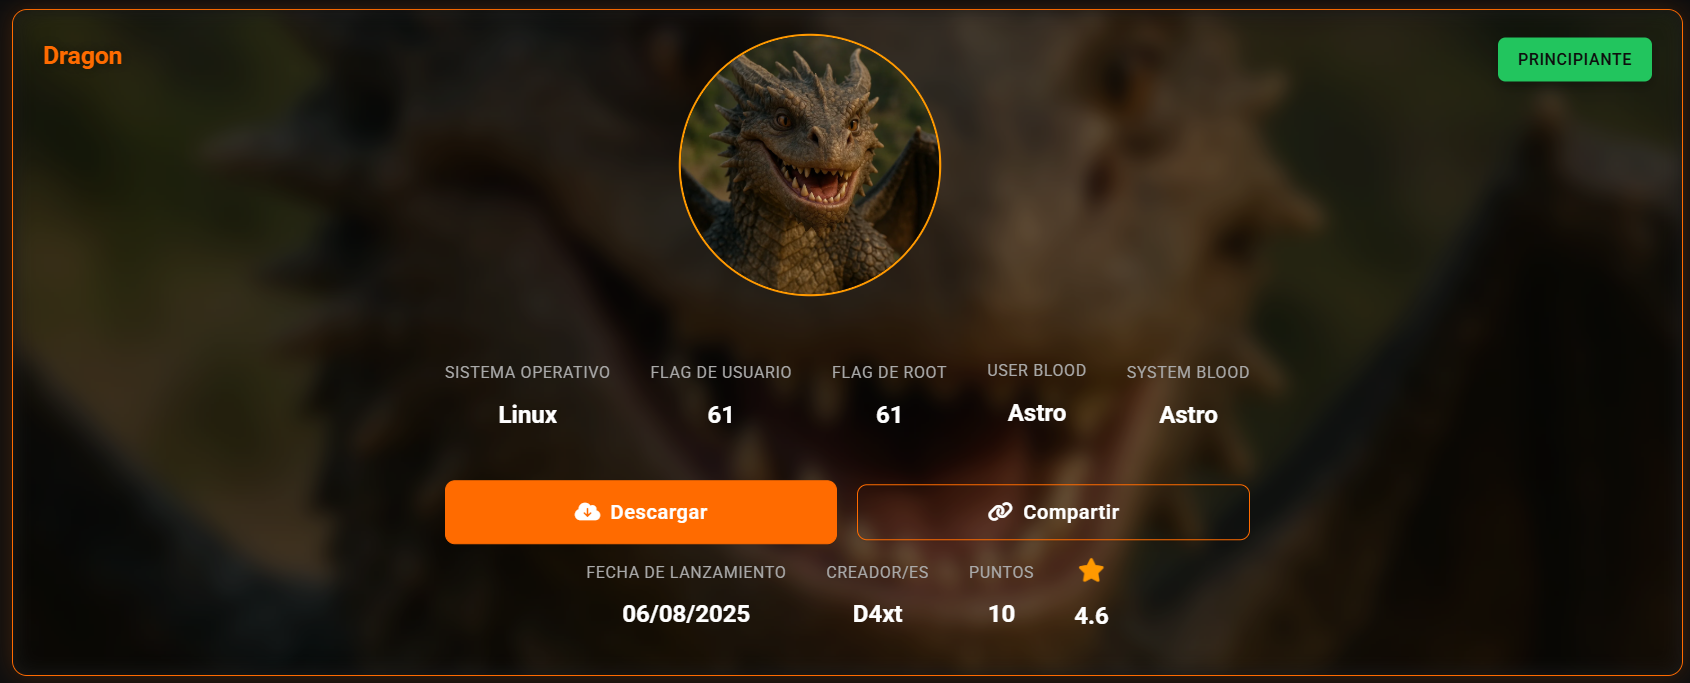 Dragon
PRINCIPIANTE
SISTEMA OPERATIVO FLAG DE USUARIO FLAG DE ROOT USER BLOOD SYSTEM BLOOD
Linux 61 61 Astro Astro
Descargar Compartir
FECHA DE LANZAMIENTO CREADOR/ES PUNTOS
06/08/2025 D4xt 10 4.6